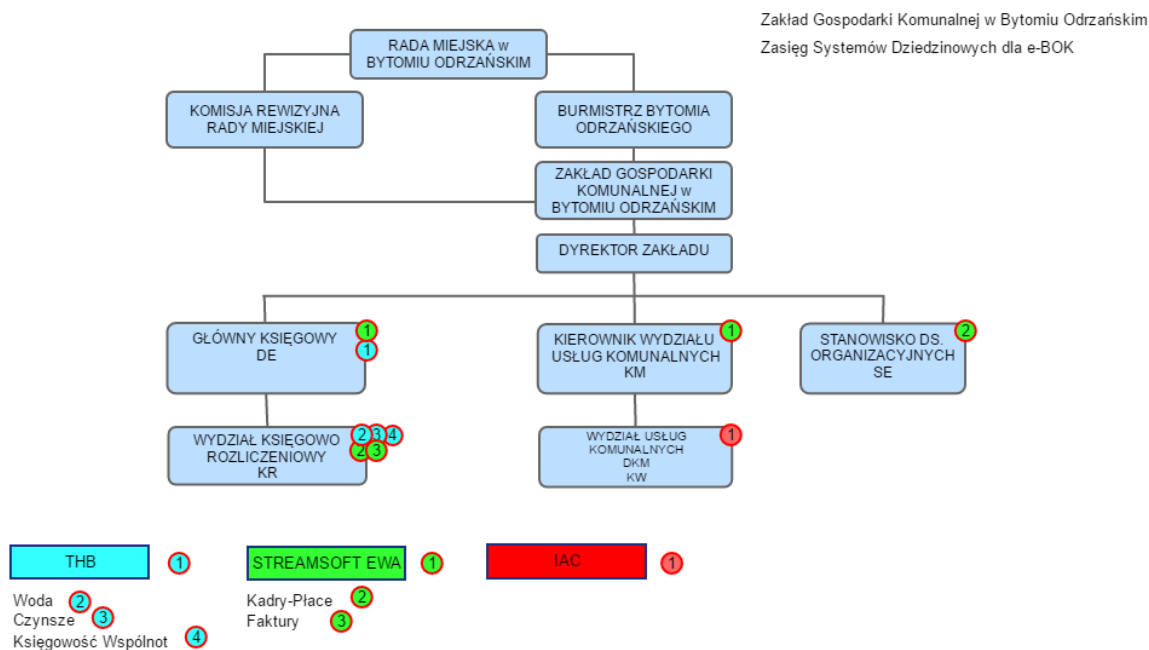 Zakład Gospodarki Komunalnej w Bytomiu Odrzańskim
Zasięg Systemów Dziedzinowych dla e-BOK
RADA MIEJSKA w
BYTOMIU ODRZAŃSKIM
KOMISJA REWIZYJNA
RADY MIEJSKIEJ
BURMISTRZ BYTOMIA
ODRZAŃSKIEGO
ZAKŁAD GOSPODARKI
KOMUNALNEJ w
BYTOMIU ODRZAŃSKIM
DYREKTOR ZAKŁADU
GŁÓWNY KSIĘGOWY
DE
1
1
KIEROWNIK WYDZIAŁU
USŁUG KOMUNALNYCH
KM
1
STANOWISKO DS.
ORGANIZACYJNYCH
SE
2
WYDZIAŁ KSIĘGOWO
ROZLICZENIOWY
KR
2 3 4
2 3
WYDZIAŁ USŁUG
KOMUNALNYCH
DKM
KW
1
THB 1
Woda 2
Czynsze 3
Księgowość Wspólnot 4
STREAMSOFT EWA 1
Kadry-Płace 2
Faktury 3
IAC 1